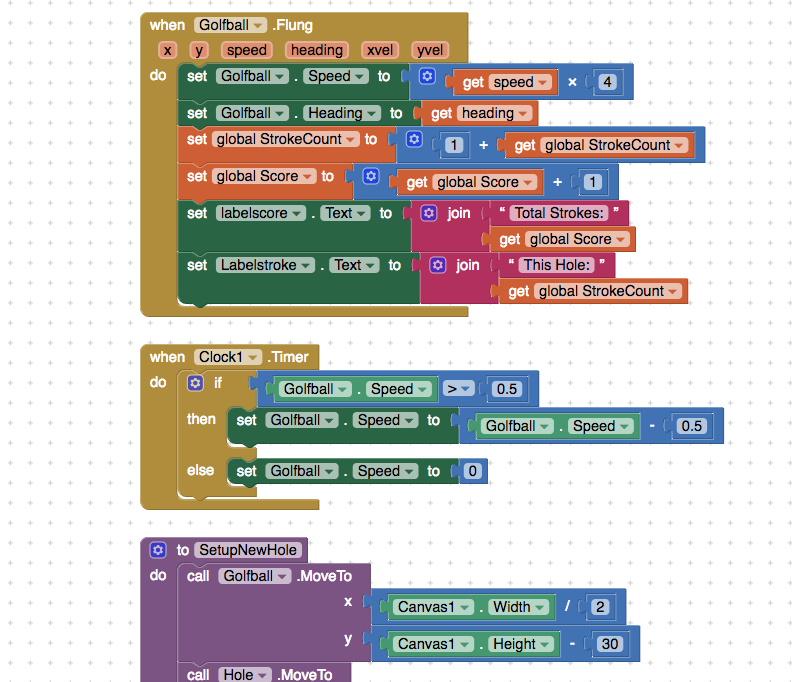 when Golfball .Flung
x y speed heading xvel yvel
do set Golfball . Speed to get speed × 4
set Golfball . Heading to get heading
set global StrokeCount to 1 + get global StrokeCount
set global Score to get global Score + 1
set labelscore . Text to join “ Total Strokes: ”
get global Score
set Labelstroke . Text to join “ This Hole: ”
get global StrokeCount
when Clock1 .Timer
do if Golfball . Speed > 0.5
then set Golfball . Speed to Golfball . Speed - 0.5
else set Golfball . Speed to 0
to SetupNewHole
do call Golfball .MoveTo
x Canvas1 . Width / 2
y Canvas1 . Height - 30
call Hole .MoveTo